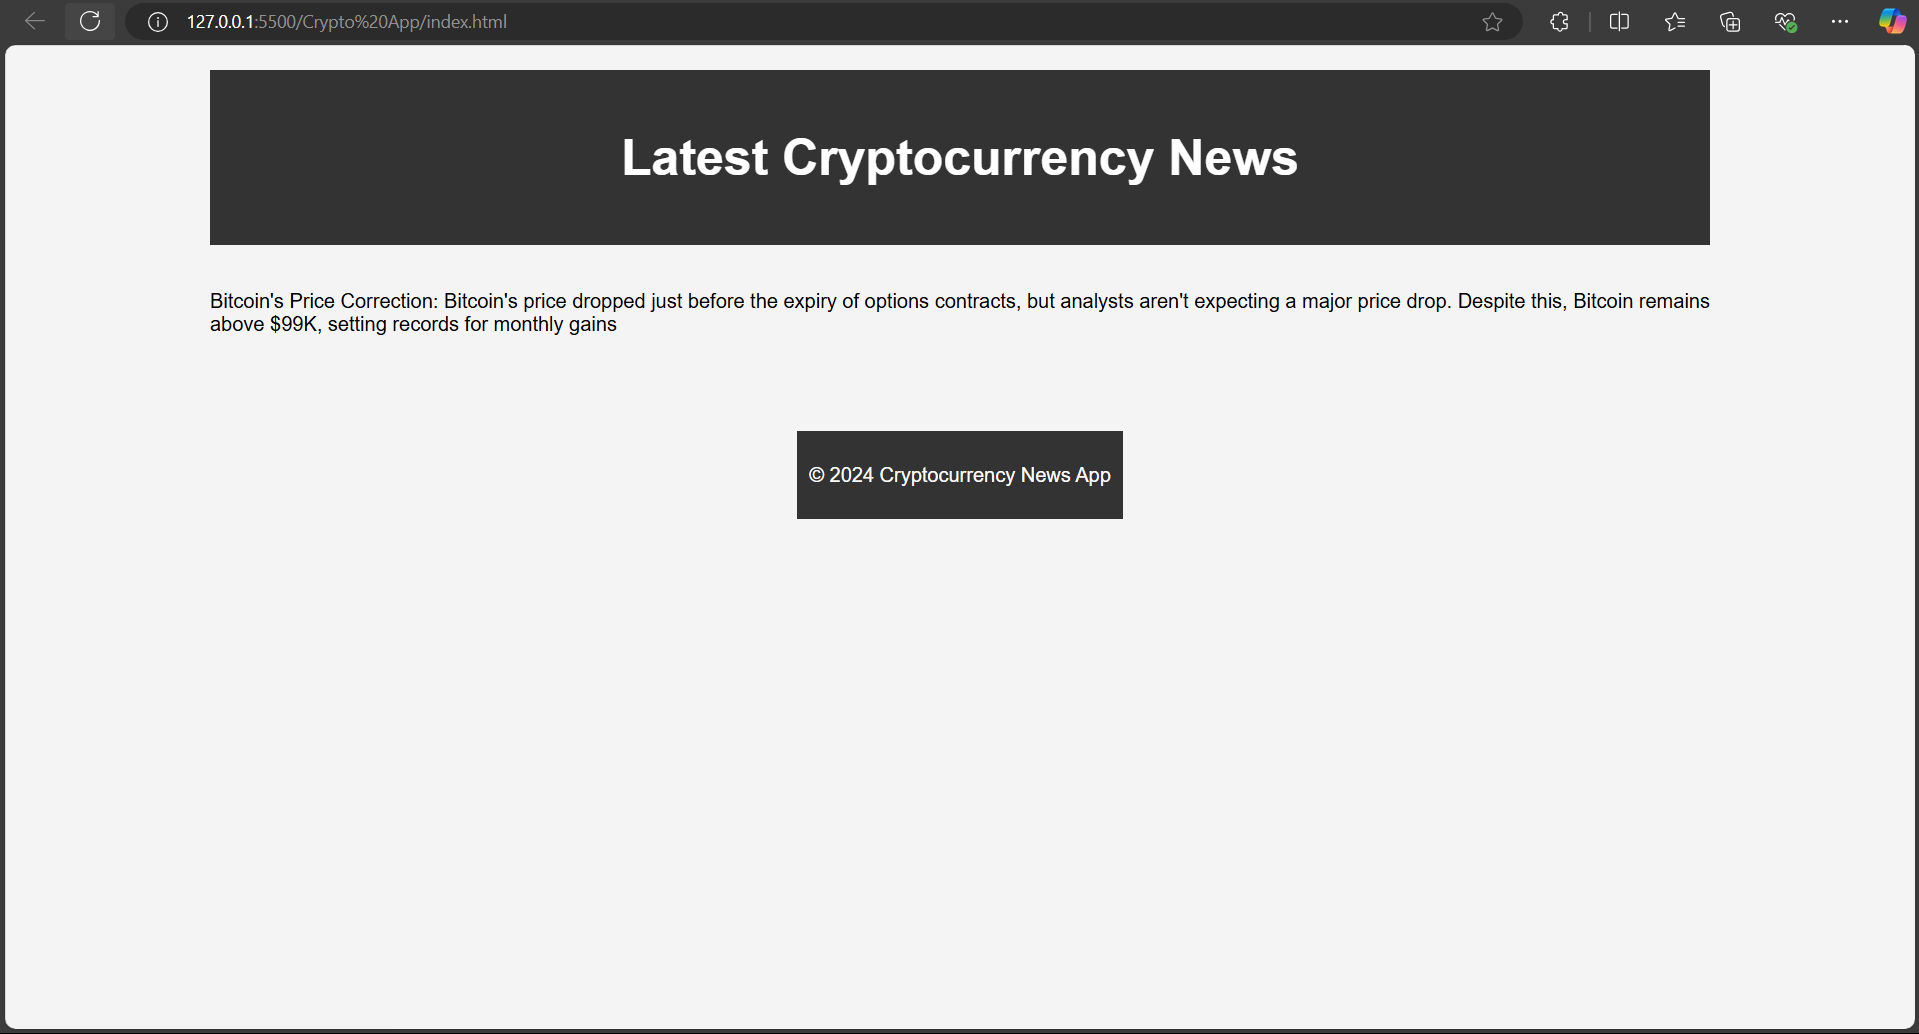 127.0.0.1:5500/Crypto%20App/index.html
Latest Cryptocurrency News
Bitcoin's Price Correction: Bitcoin's price dropped just before the expiry of options contracts, but analysts aren't expecting a major price drop. Despite this, Bitcoin remains
above $99K, setting records for monthly gains
© 2024 Cryptocurrency News App